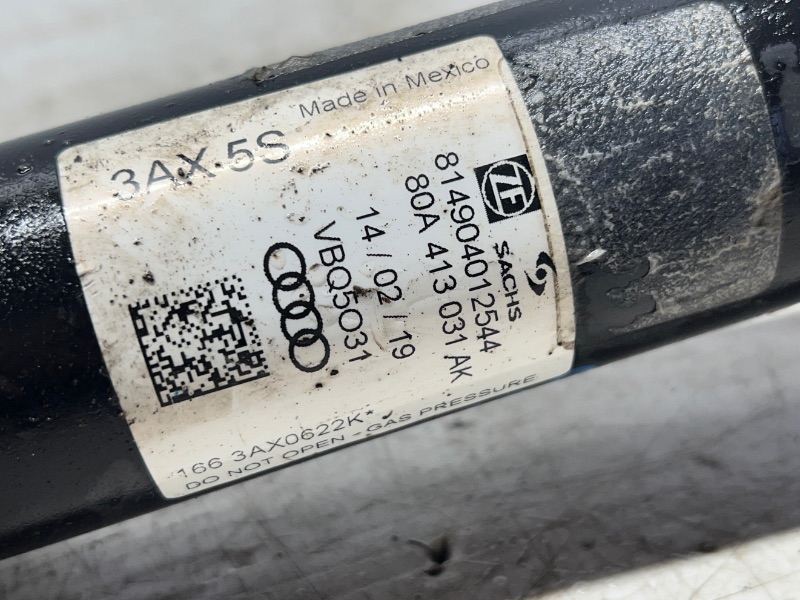 Made in Mexico
3AX 5S
ZF
SACHS
814904012544
80A 413 031 AK
14 / 02 / 19
VBQ5031
166 3AX0622K*
DO NOT OPEN - GAS PRESSURE